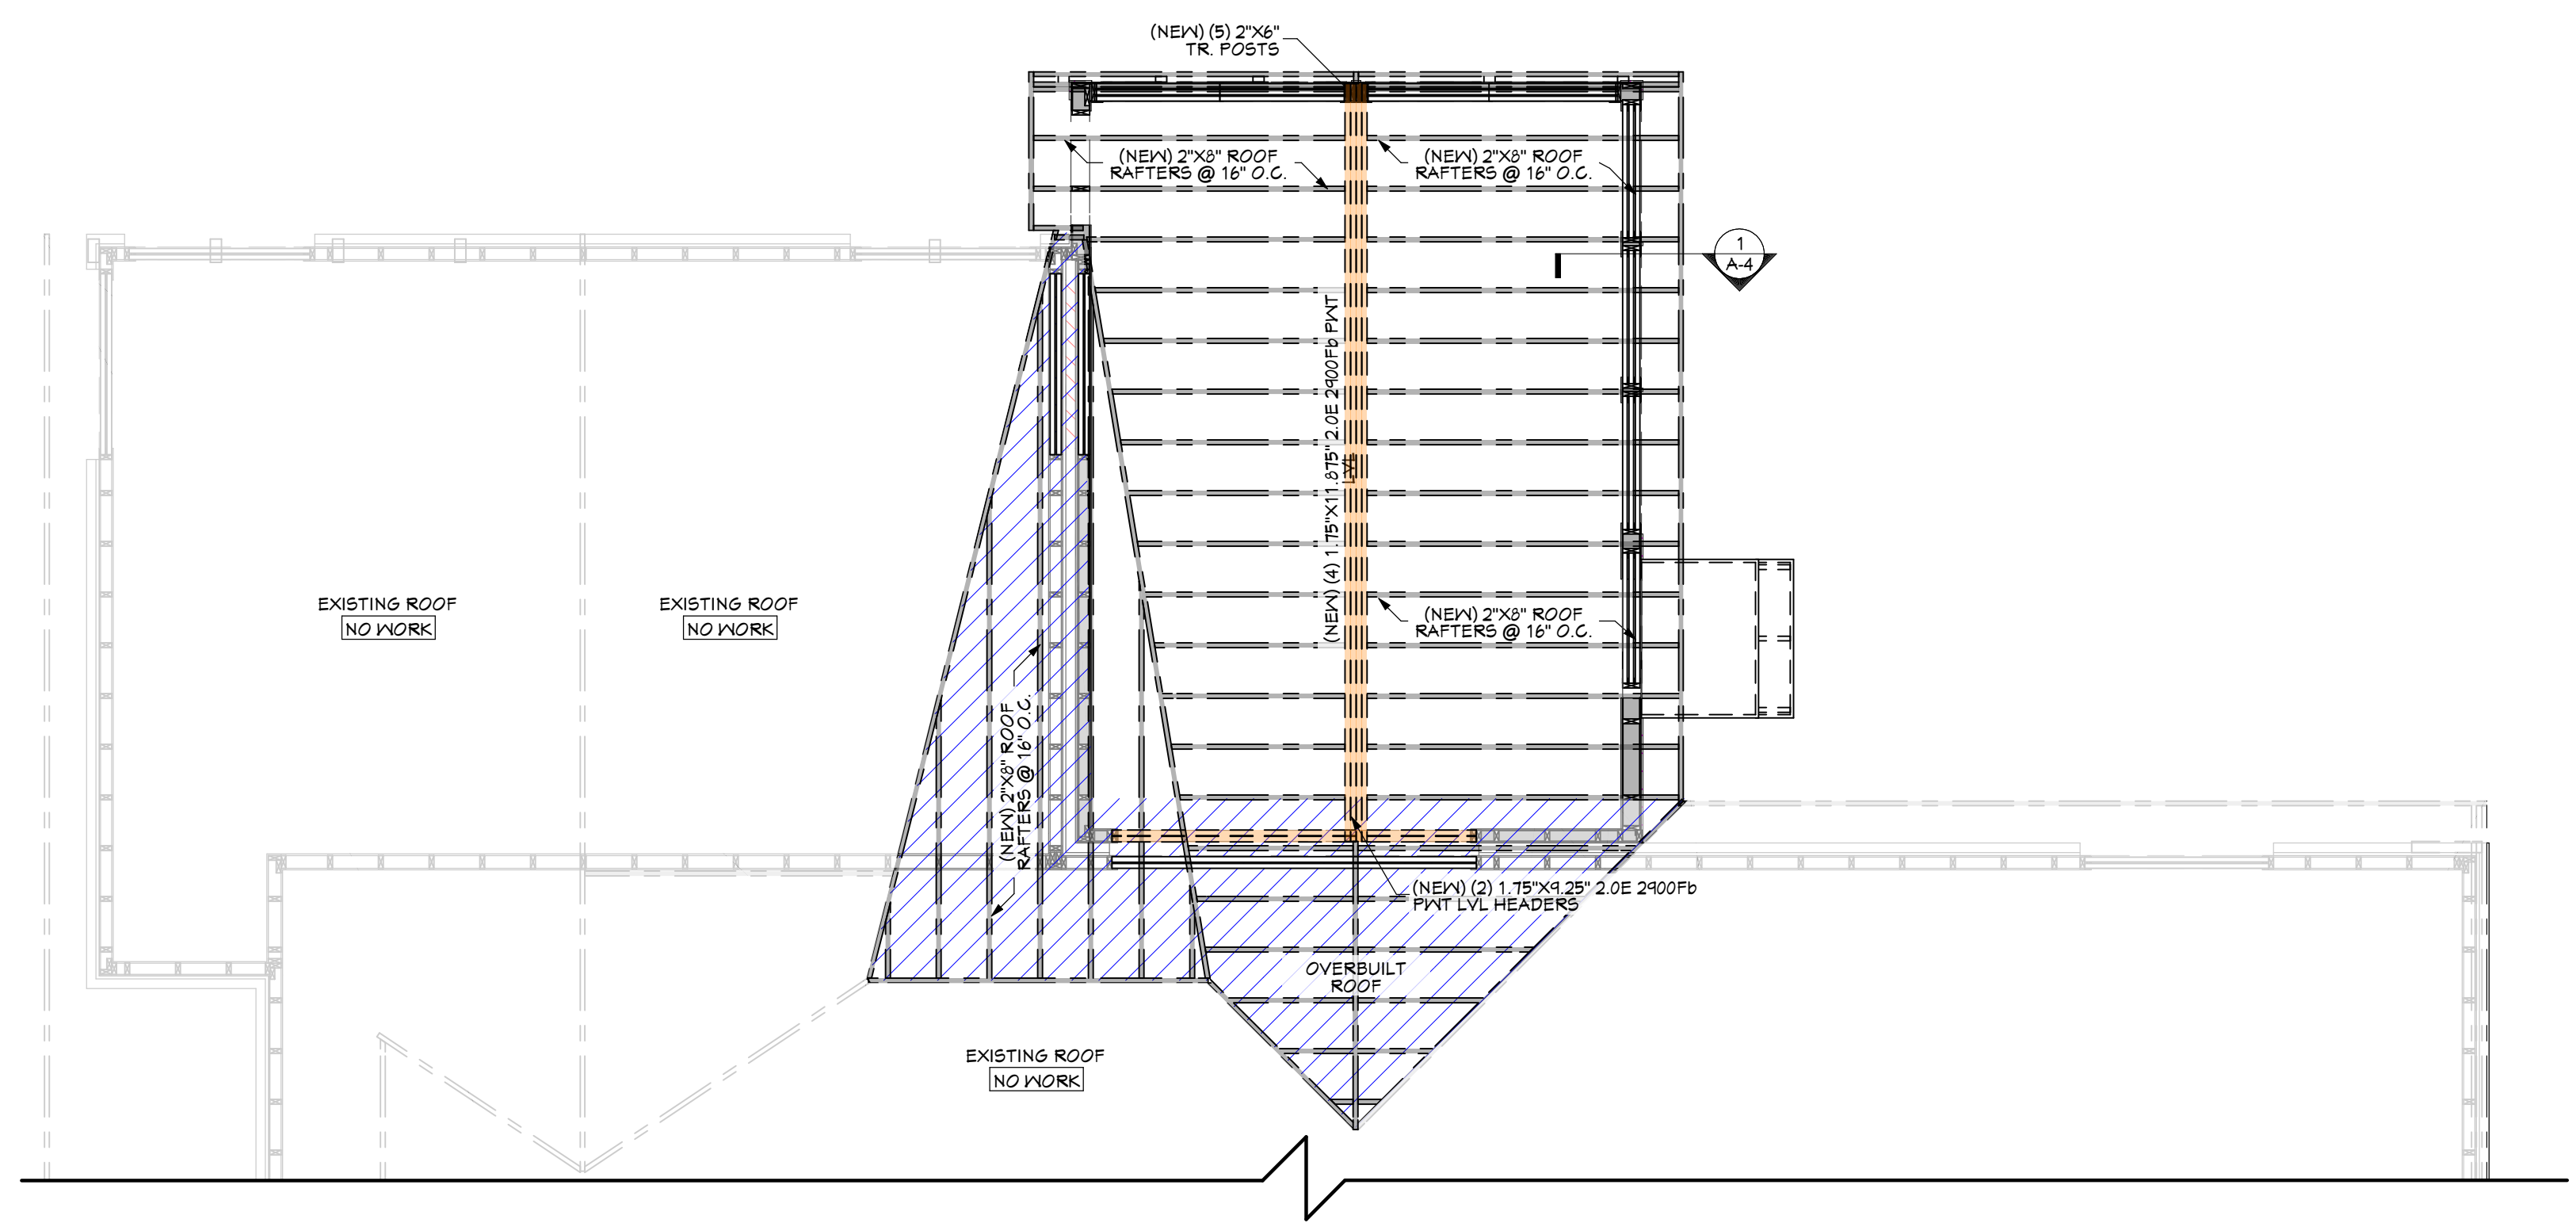 (NEW) (5) 2"X6"
TR. POSTS
(NEW) 2"X8" ROOF
RAFTERS @ 16" O.C.
(NEW) 2"X8" ROOF
RAFTERS @ 16" O.C.
1
A-4
(NEW) (4) 1.75"X11.875" 2.0E 2900Fb PWT
LVL
EXISTING ROOF
NO WORK
EXISTING ROOF
NO WORK
(NEW) 2"X8" ROOF
RAFTERS @ 16" O.C.
(NEW) 2"X8" ROOF
RAFTERS @ 16" O.C.
(NEW) (2) 1.75"X9.25" 2.0E 2900Fb
PWT LVL HEADERS
OVERBUILT
ROOF
EXISTING ROOF
NO WORK